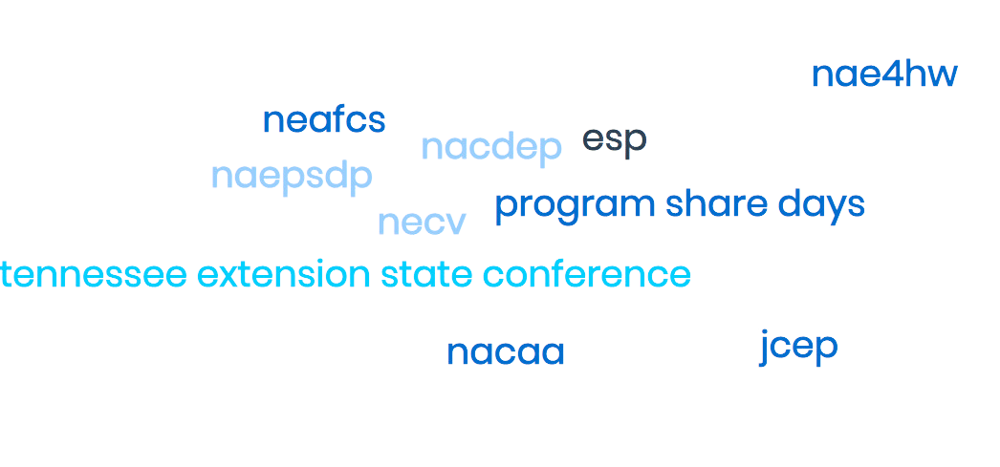 nae4hw
neafcs
nacdep
esp
naepsdp
program share days
necv
tennessee extension state conference
nacaa
jcep